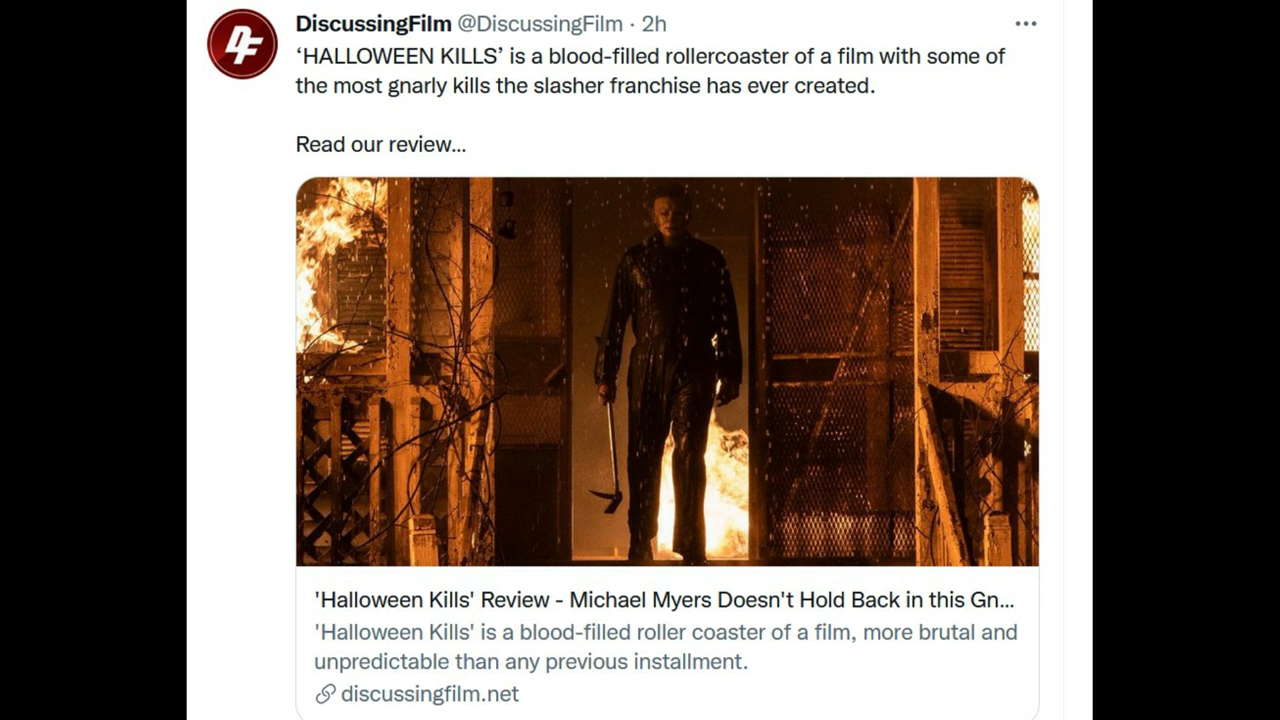 DF
DiscussingFilm @DiscussingFilm · 2h
‘HALLOWEEN KILLS’ is a blood-filled rollercoaster of a film with some of
the most gnarly kills the slasher franchise has ever created.
Read our review...
'Halloween Kills' Review - Michael Myers Doesn't Hold Back in this Gn...
'Halloween Kills' is a blood-filled roller coaster of a film, more brutal and
unpredictable than any previous installment.
discussingfilm.net